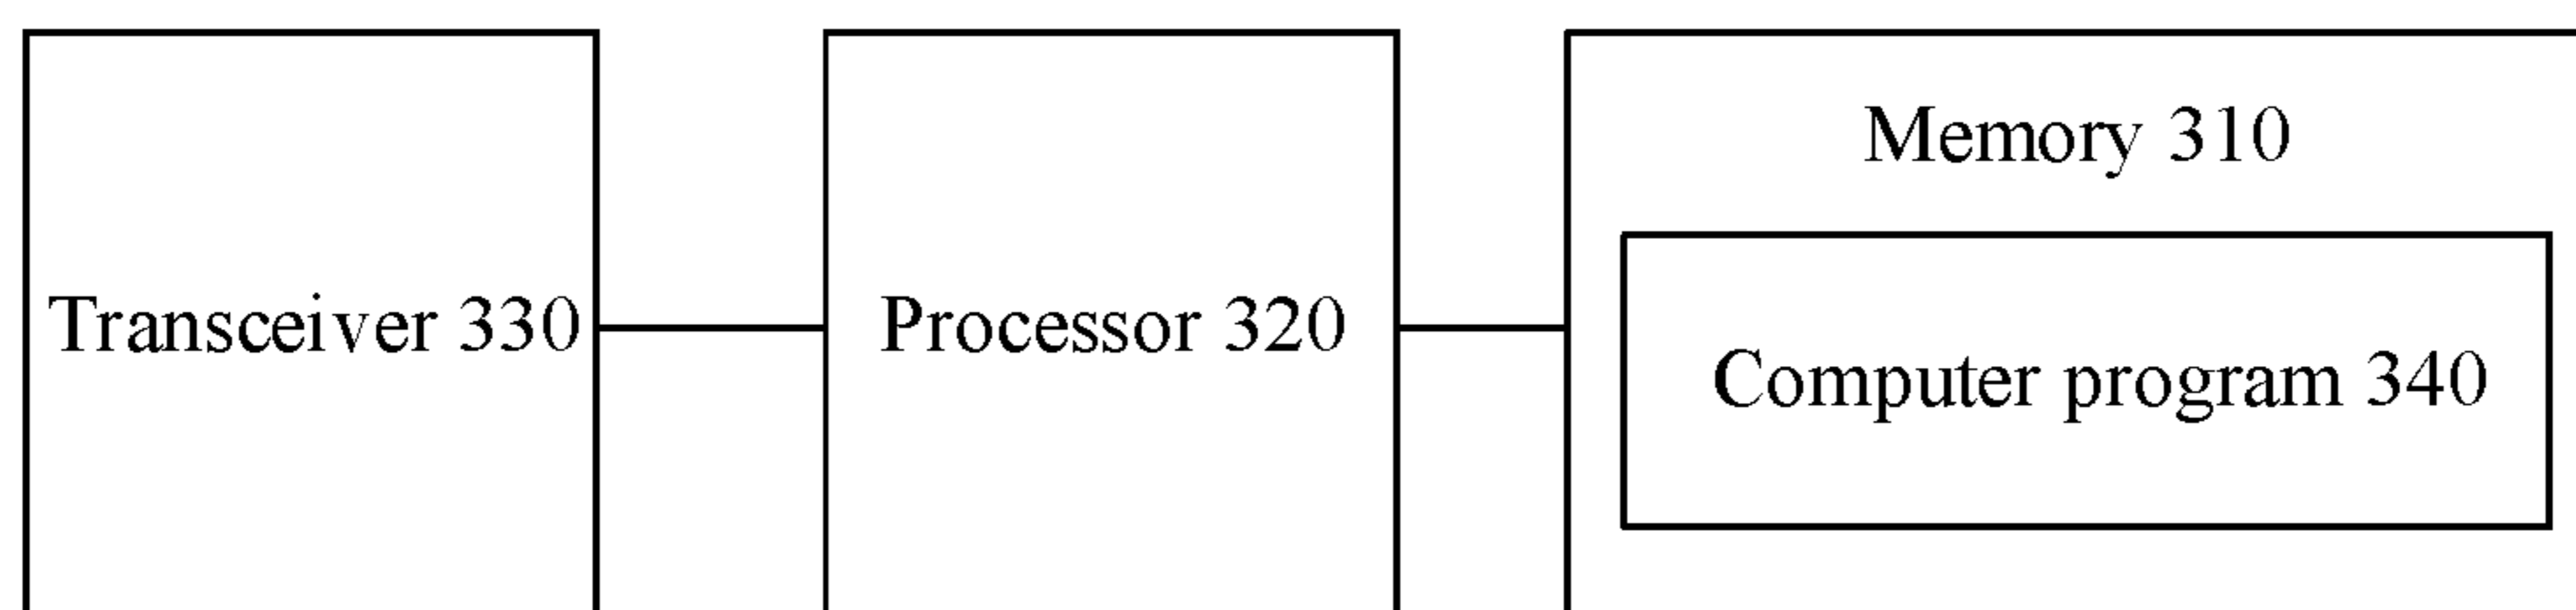 Transceiver 330
Processor 320
Memory 310
Computer program 340